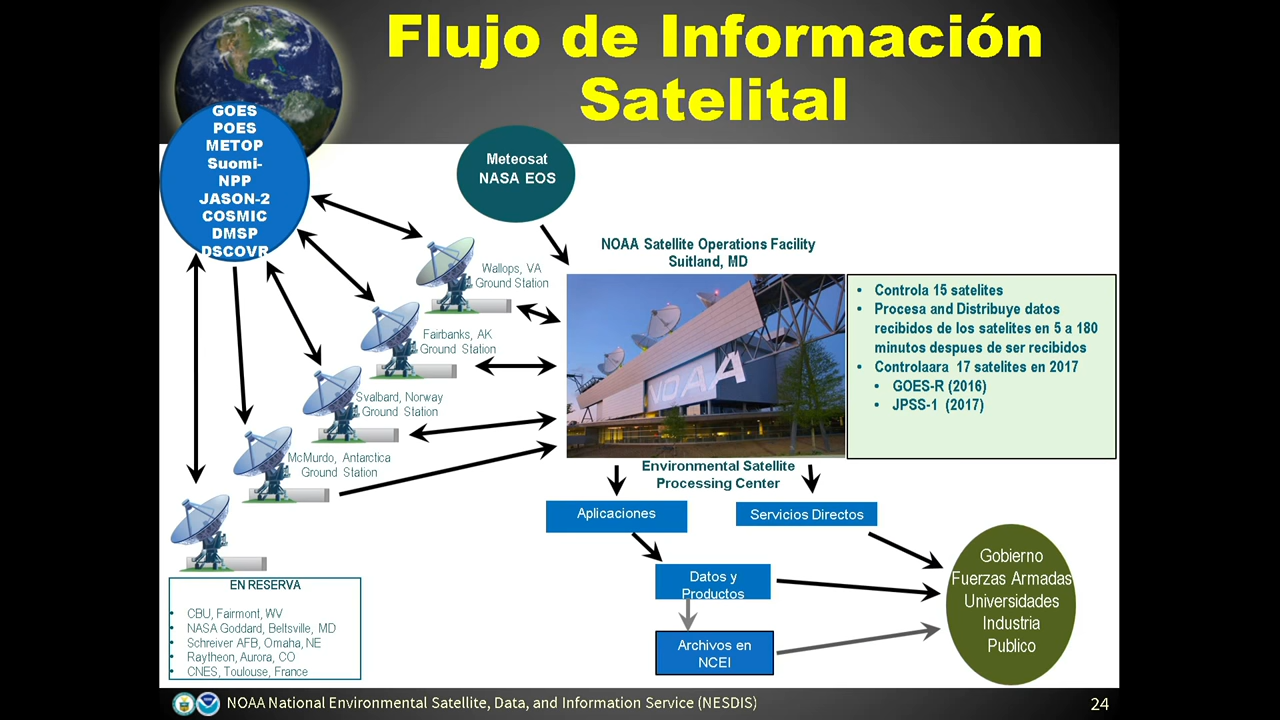 Flujo de Información
Satelital
GOES
POES
METOP
Suomi-
NPP
JASON-2
COSMIC
DMSP
DSCOVR
Meteosat
NASA EOS
Wallops, VA
Ground Station
Fairbanks, AK
Ground Station
Svalbard, Norway
Ground Station
McMurdo, Antarctica
Ground Station
EN RESERVA
• CBU, Fairmont, WV
• NASA Goddard, Beltsville, MD
• Schreiver AFB, Omaha, NE
• Raytheon, Aurora, CO
• CNES, Toulouse, France
NOAA Satellite Operations Facility
Suitland, MD
NOAA
• Controla 15 satelites
• Procesa and Distribuye datos
recibidos de los satelites en 5 a 180
minutos despues de ser recibidos
• Controlaara 17 satelites en 2017
• GOES-R (2016)
• JPSS-1 (2017)
Environmental Satellite
Processing Center
Aplicaciones
Servicios Directos
Datos y
Productos
Archivos en
NCEI
Gobierno
Fuerzas Armadas
Universidades
Industria
Publico
NOAA National Environmental Satellite, Data, and Information Service (NESDIS)
24